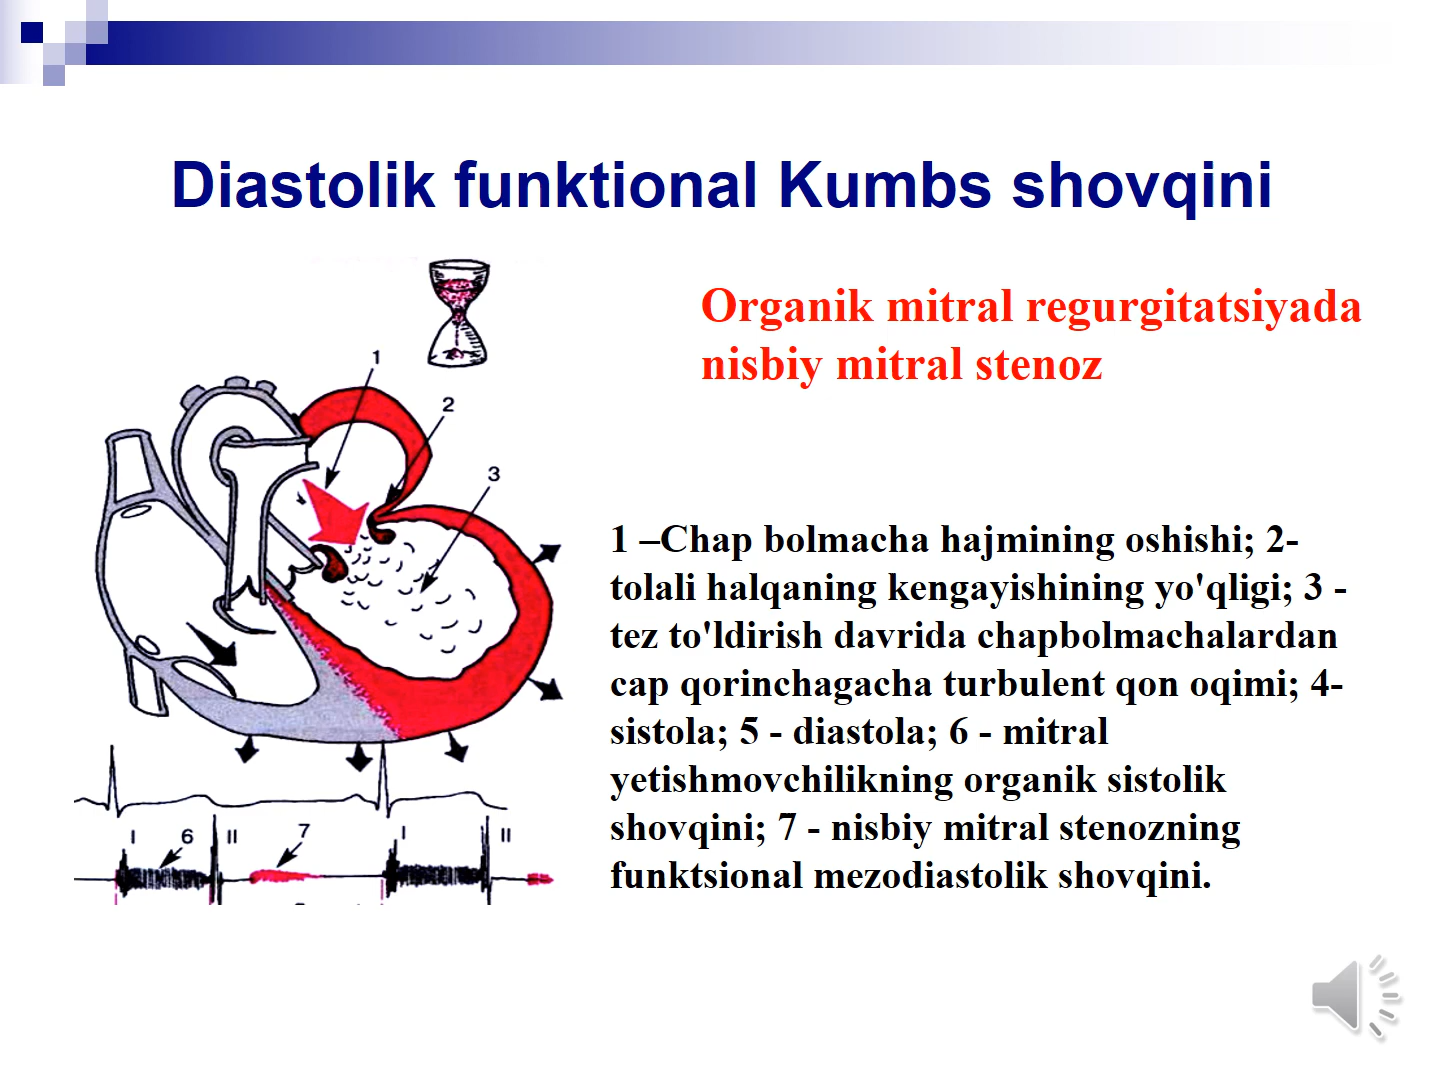 Diastolik funktional Kumbs shovqini
Organik mitral regurgitatsiyada
nisbiy mitral stenoz
1
2
3
1 –Chap bolmacha hajmining oshishi; 2-
tolali halqaning kengayishining yo'qligi; 3 -
tez to'ldirish davrida chapbolmachalardan
cap qorinchagacha turbulent qon oqimi; 4-
sistola; 5 - diastola; 6 - mitral
yetishmovchilikning organik sistolik
shovqini; 7 - nisbiy mitral stenozning
funktsional mezodiastolik shovqini.
I 6 II 7 I II